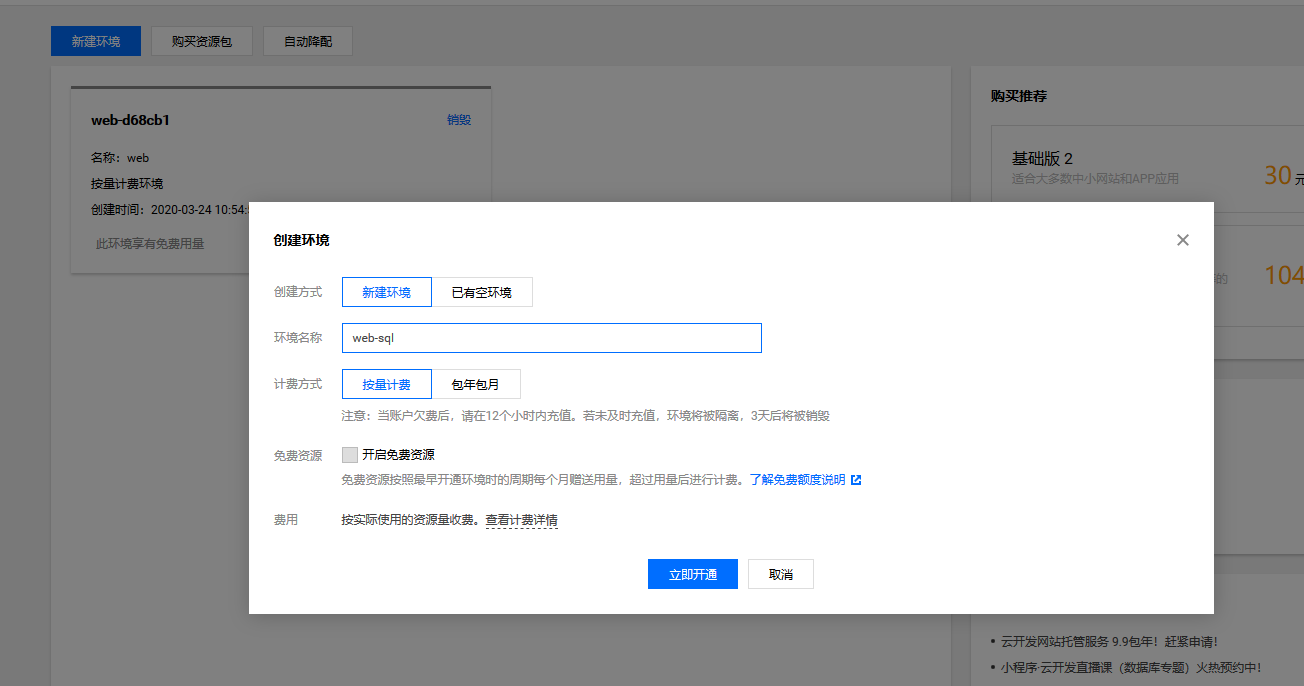 新建环境 购买资源包 自动降配
web-d68cb1 销毁
名称：web
按量计费环境
创建时间：2020-03-24 10:54:
此环境享有免费用量
购买推荐
基础版 2
适合大多数中小网站和APP应用
30 元
的
104
创建环境
创建方式 新建环境 已有空环境
环境名称 web-sql
计费方式 按量计费 包年包月
注意：当账户欠费后，请在12个小时内充值。若未及时充值，环境将被隔离，3天后将被销毁
免费资源 开启免费资源
免费资源按照最早开通环境时的周期每个月赠送用量，超过用量后进行计费。了解免费额度说明
费用 按实际使用的资源量收费。查看计费详情
立即开通 取消
• 云开发网站托管服务 9.9包年！赶紧申请！
• 小程序·云开发直播课（数据库专题）火热预约中！